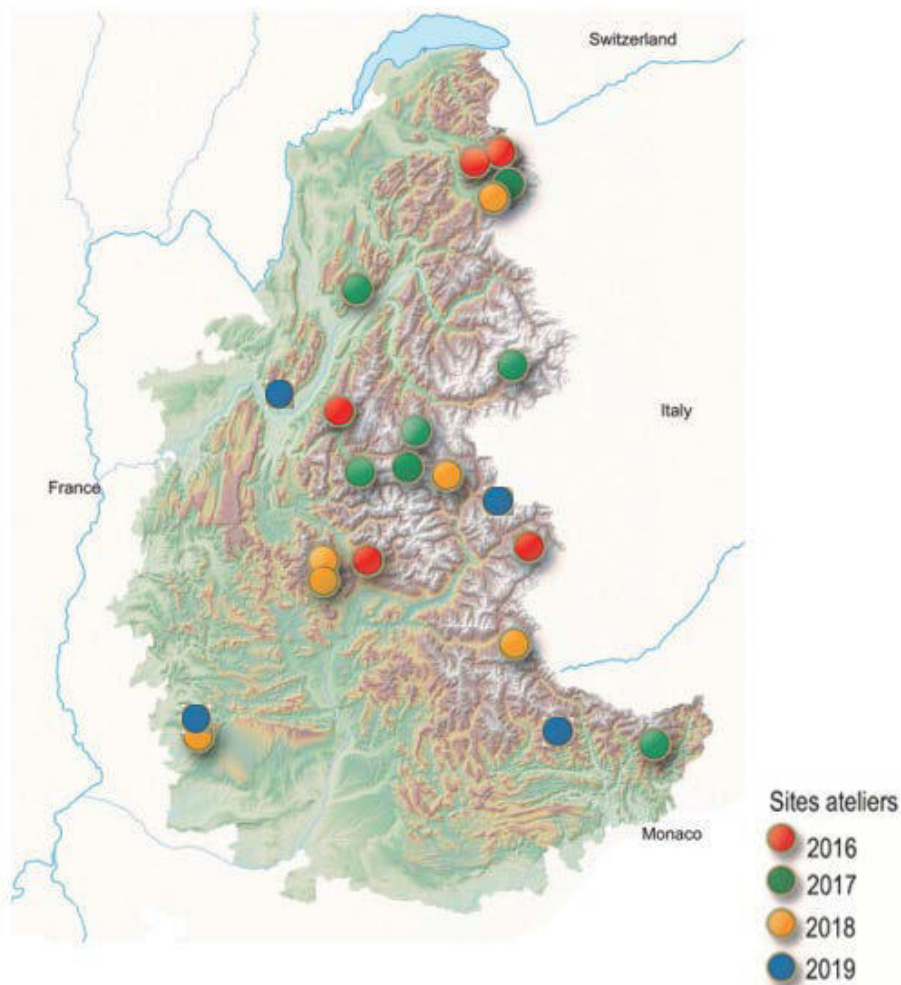 Switzerland
Italy
France
Monaco
Sites ateliers
2016
2017
2018
2019